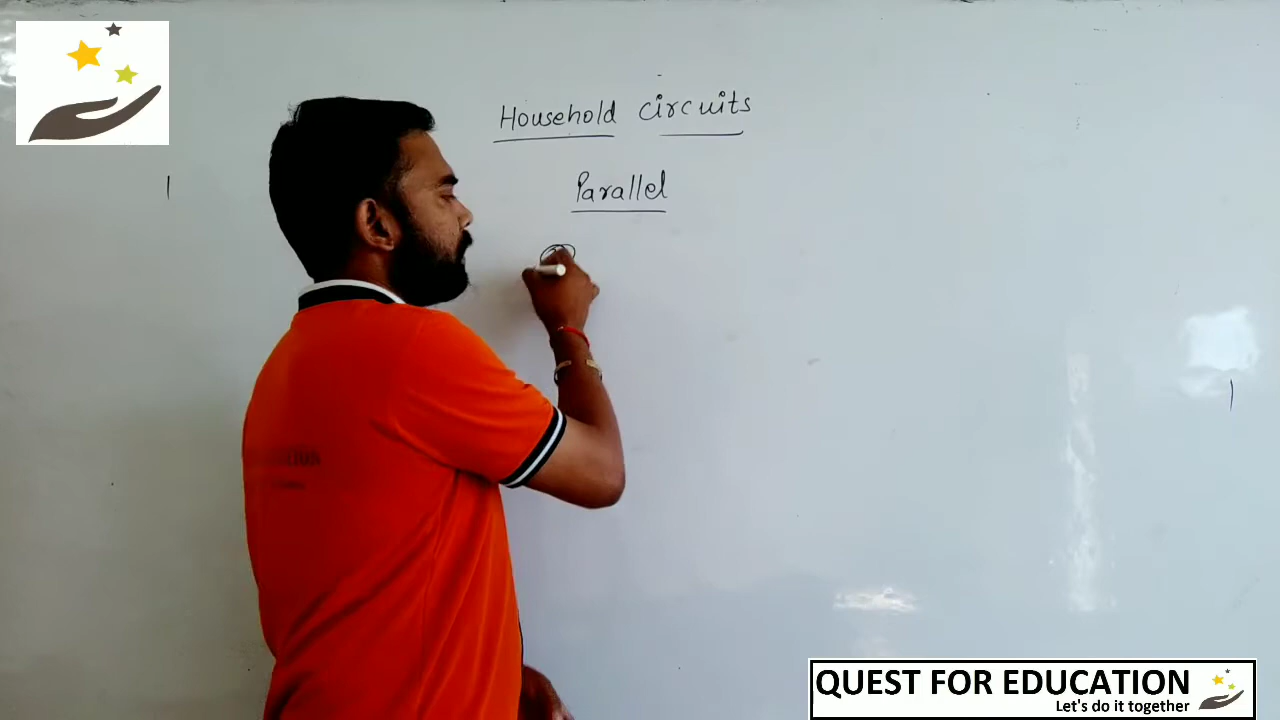 Household circuits
Parallel
QUEST FOR EDUCATION
Let's do it together